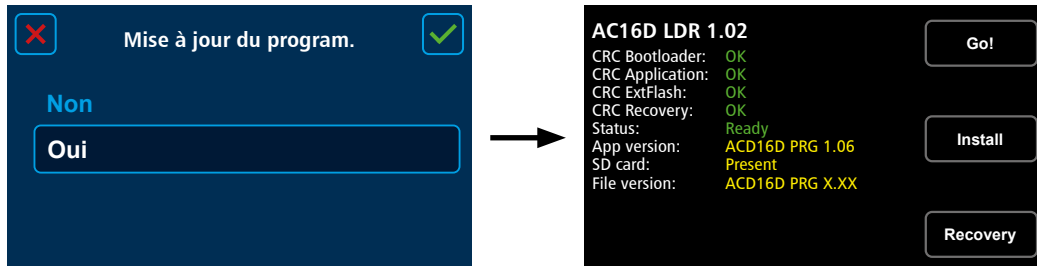 Mise à jour du program.
Non
Oui
AC16D LDR 1.02
CRC Bootloader: OK
CRC Application: OK
CRC ExtFlash: OK
CRC Recovery: OK
Status: Ready
App version: ACD16D PRG 1.06
SD card: Present
File version: ACD16D PRG X.XX
Go!
Install
Recovery